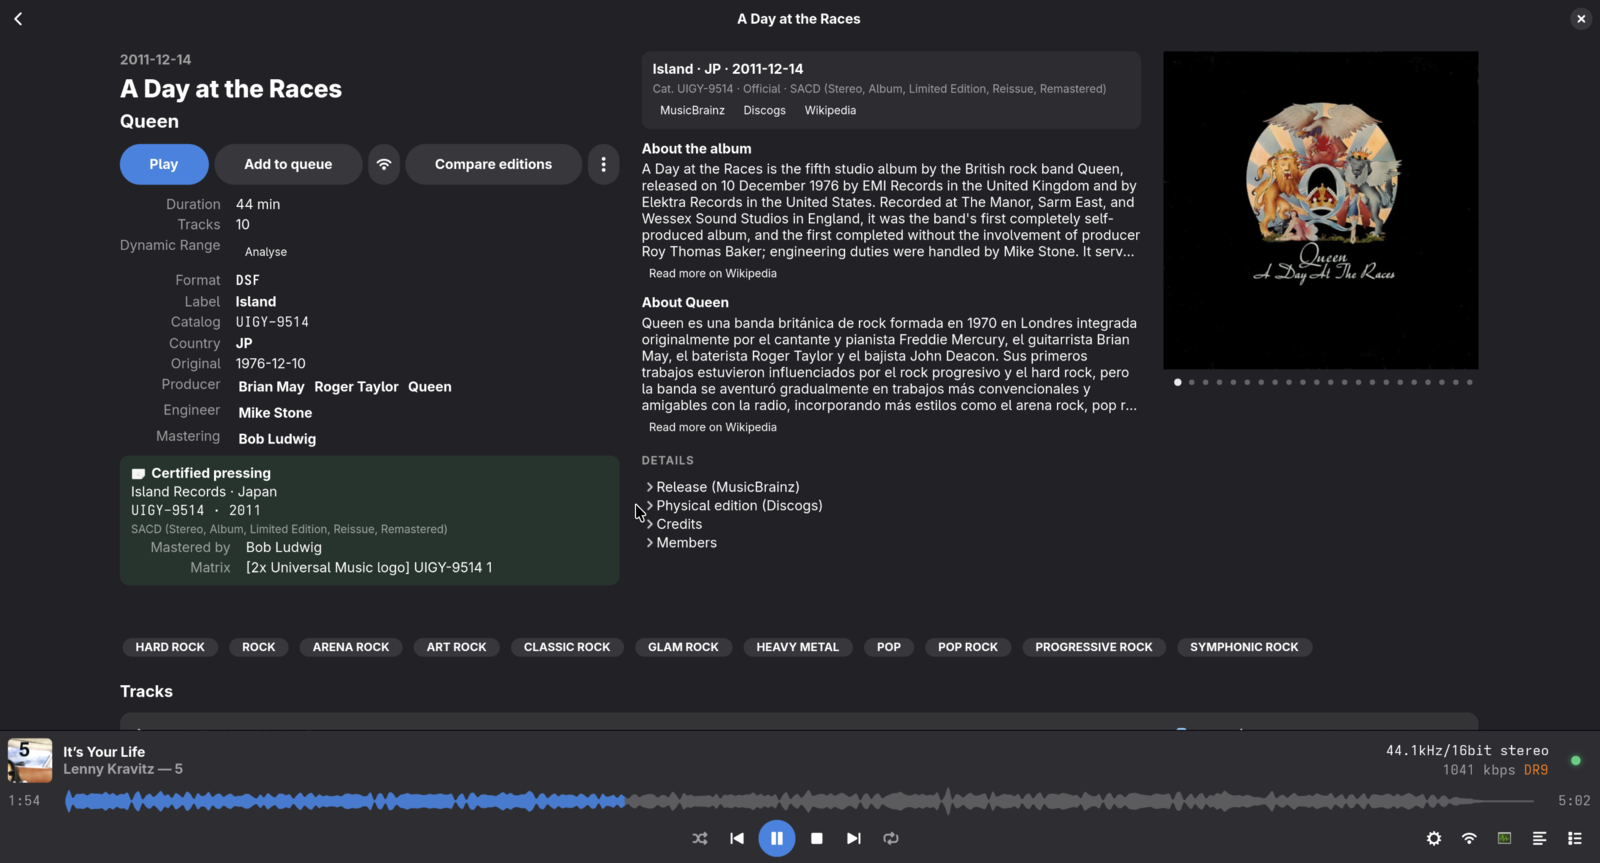 A Day at the Races
2011-12-14
A Day at the Races
Queen
Play
Add to queue
Compare editions
Duration 44 min
Tracks 10
Dynamic Range Analyse
Format DSF
Label Island
Catalog UIGY-9514
Country JP
Original 1976-12-10
Producer Brian May Roger Taylor Queen
Engineer Mike Stone
Mastering Bob Ludwig
Certified pressing
Island Records · Japan
UIGY-9514 · 2011
SACD (Stereo, Album, Limited Edition, Reissue, Remastered)
Mastered by Bob Ludwig
Matrix [2x Universal Music logo] UIGY-9514 1
Island · JP · 2011-12-14
Cat. UIGY-9514 · Official · SACD (Stereo, Album, Limited Edition, Reissue, Remastered)
MusicBrainz Discogs Wikipedia
About the album
A Day at the Races is the fifth studio album by the British rock band Queen,
released on 10 December 1976 by EMI Records in the United Kingdom and by
Elektra Records in the United States. Recorded at The Manor, Sarm East, and
Wessex Sound Studios in England, it was the band's first completely self-
produced album, and the first completed without the involvement of producer
Roy Thomas Baker; engineering duties were handled by Mike Stone. It serv...
Read more on Wikipedia
About Queen
Queen es una banda británica de rock formada en 1970 en Londres integrada
originalmente por el cantante y pianista Freddie Mercury, el guitarrista Brian
May, el baterista Roger Taylor y el bajista John Deacon. Sus primeros
trabajos estuvieron influenciados por el rock progresivo y el hard rock, pero
la banda se aventuró gradualmente en trabajos más convencionales y
amigables con la radio, incorporando más estilos como el arena rock, pop r...
Read more on Wikipedia
DETAILS
Release (MusicBrainz)
Physical edition (Discogs)
Credits
Members
Queen
A Day At The Races
HARD ROCK ROCK ARENA ROCK ART ROCK CLASSIC ROCK GLAM ROCK HEAVY METAL POP POP ROCK PROGRESSIVE ROCK SYMPHONIC ROCK
Tracks
5
It's Your Life
Lenny Kravitz — 5
1:54
44.1kHz/16bit stereo
1041 kbps DR9
5:02